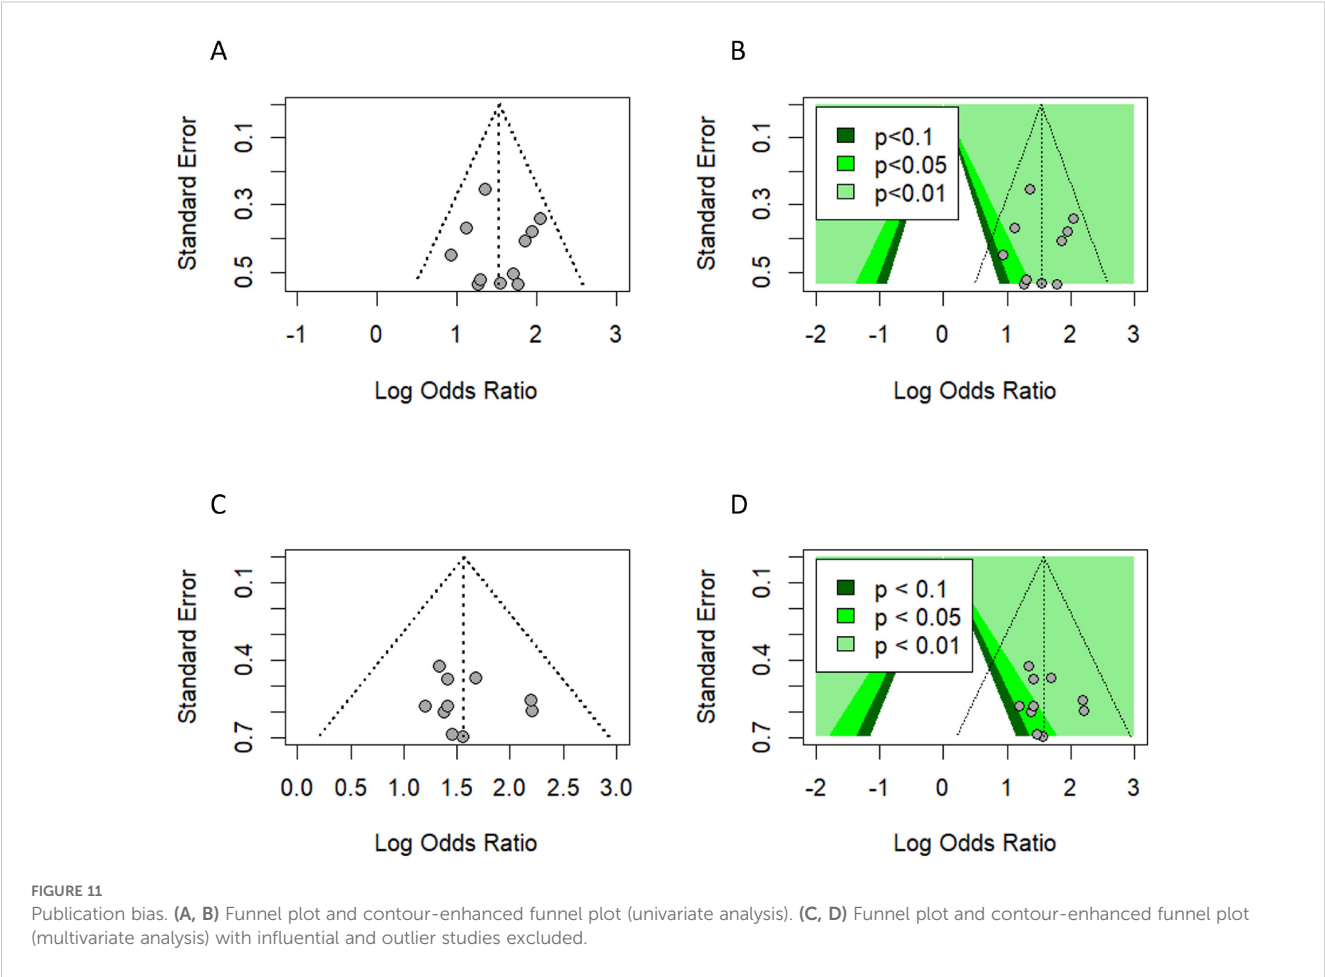 A
Standard Error
0.1
0.3
0.5
-1 0 1 2 3
Log Odds Ratio
B
Standard Error
0.1
0.3
0.5
p<0.1
p<0.05
p<0.01
-2 -1 0 1 2 3
Log Odds Ratio
C
Standard Error
0.1
0.4
0.7
0.0 0.5 1.0 1.5 2.0 2.5 3.0
Log Odds Ratio
D
Standard Error
0.1
0.4
0.7
p < 0.1
p < 0.05
p < 0.01
-2 -1 0 1 2 3
Log Odds Ratio
FIGURE 11
Publication bias. (A, B) Funnel plot and contour-enhanced funnel plot (univariate analysis). (C, D) Funnel plot and contour-enhanced funnel plot
(multivariate analysis) with influential and outlier studies excluded.